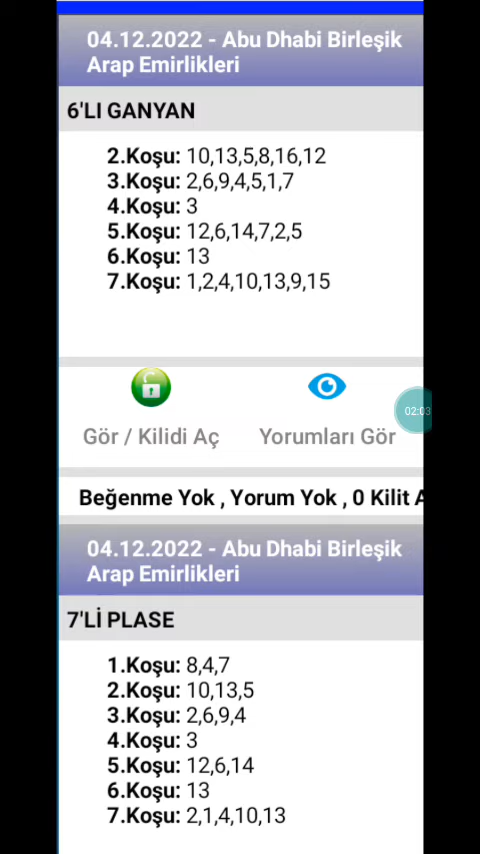 04.12.2022 - Abu Dhabi Birleşik
Arap Emirlikleri
6'LI GANYAN
2.Koşu: 10,13,5,8,16,12
3.Koşu: 2,6,9,4,5,1,7
4.Koşu: 3
5.Koşu: 12,6,14,7,2,5
6.Koşu: 13
7.Koşu: 1,2,4,10,13,9,15
02:03
Gör / Kilidi Aç Yorumları Gör
Beğenme Yok , Yorum Yok , 0 Kilit A
04.12.2022 - Abu Dhabi Birleşik
Arap Emirlikleri
7'Lİ PLASE
1.Koşu: 8,4,7
2.Koşu: 10,13,5
3.Koşu: 2,6,9,4
4.Koşu: 3
5.Koşu: 12,6,14
6.Koşu: 13
7.Koşu: 2,1,4,10,13